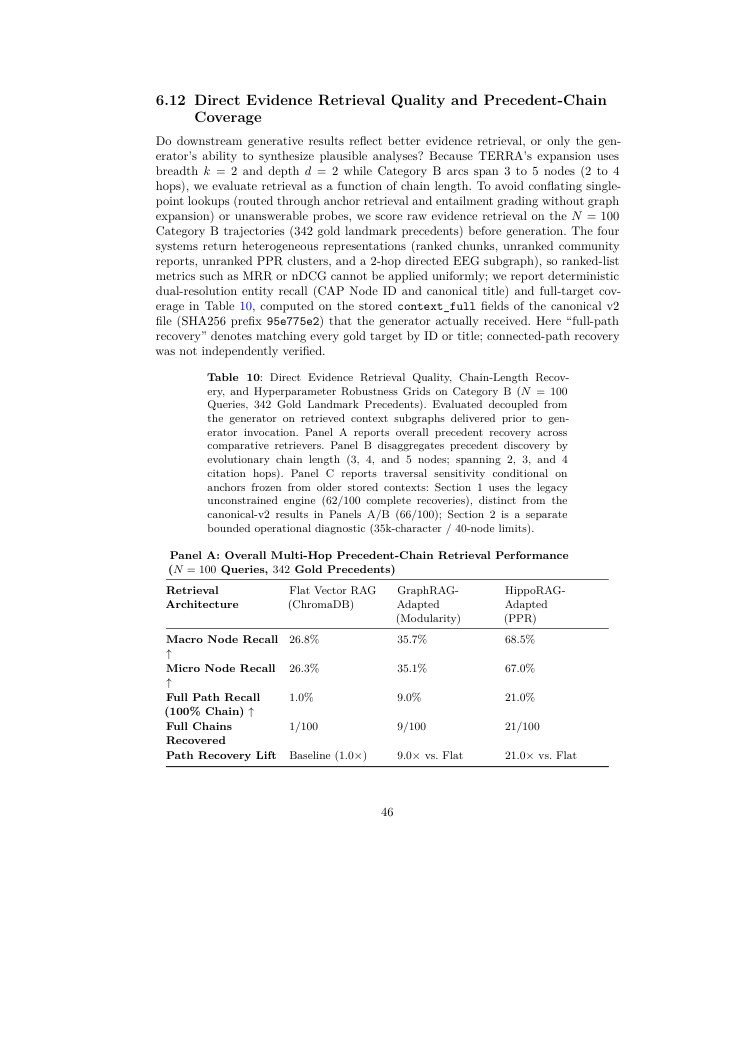 6.12 Direct Evidence Retrieval Quality and Precedent-Chain
Coverage
Do downstream generative results reflect better evidence retrieval, or only the gen-
erator's ability to synthesize plausible analyses? Because TERRA's expansion uses
breadth k = 2 and depth d = 2 while Category B arcs span 3 to 5 nodes (2 to 4
hops), we evaluate retrieval as a function of chain length. To avoid conflating single-
point lookups (routed through anchor retrieval and entailment grading without graph
expansion) or unanswerable probes, we score raw evidence retrieval on the N = 100
Category B trajectories (342 gold landmark precedents) before generation. The four
systems return heterogeneous representations (ranked chunks, unranked community
reports, unranked PPR clusters, and a 2-hop directed EEG subgraph), so ranked-list
metrics such as MRR or nDCG cannot be applied uniformly; we report deterministic
dual-resolution entity recall (CAP Node ID and canonical title) and full-target cov-
erage in Table 10, computed on the stored context_full fields of the canonical v2
file (SHA256 prefix 95e775e2) that the generator actually received. Here “full-path
recovery” denotes matching every gold target by ID or title; connected-path recovery
was not independently verified.
Table 10: Direct Evidence Retrieval Quality, Chain-Length Recov-
ery, and Hyperparameter Robustness Grids on Category B (N = 100
Queries, 342 Gold Landmark Precedents). Evaluated decoupled from
the generator on retrieved context subgraphs delivered prior to gen-
erator invocation. Panel A reports overall precedent recovery across
comparative retrievers. Panel B disaggregates precedent discovery by
evolutionary chain length (3, 4, and 5 nodes; spanning 2, 3, and 4
citation hops). Panel C reports traversal sensitivity conditional on
anchors frozen from older stored contexts: Section 1 uses the legacy
unconstrained engine (62/100 complete recoveries), distinct from the
canonical-v2 results in Panels A/B (66/100); Section 2 is a separate
bounded operational diagnostic (35k-character / 40-node limits).
Panel A: Overall Multi-Hop Precedent-Chain Retrieval Performance
(N = 100 Queries, 342 Gold Precedents)
Retrieval Flat Vector RAG GraphRAG- HippoRAG-
Architecture (ChromaDB) Adapted Adapted
(Modularity) (PPR)
Macro Node Recall 26.8% 35.7% 68.5%
↑
Micro Node Recall 26.3% 35.1% 67.0%
↑
Full Path Recall 1.0% 9.0% 21.0%
(100% Chain) ↑
Full Chains 1/100 9/100 21/100
Recovered
Path Recovery Lift Baseline (1.0×) 9.0× vs. Flat 21.0× vs. Flat
46